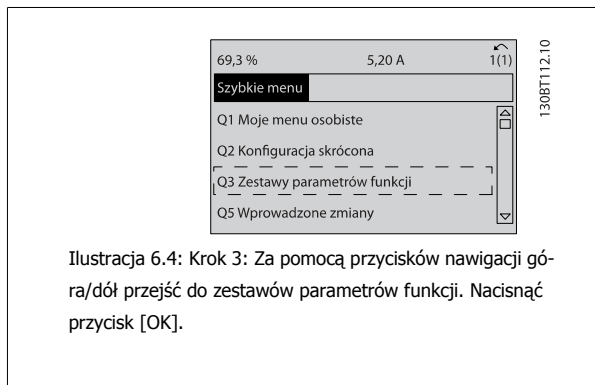 69,3 % 5,20 A 1(1)
Szybkie menu
Q1 Moje menu osobiste
Q2 Konfiguracja skrócona
Q3 Zestawy parametrów funkcji
Q5 Wprowadzone zmiany
130BT112.10
Ilustracja 6.4: Krok 3: Za pomocą przycisków nawigacji gó-
ra/dół przejść do zestawów parametrów funkcji. Nacisnąć
przycisk [OK].